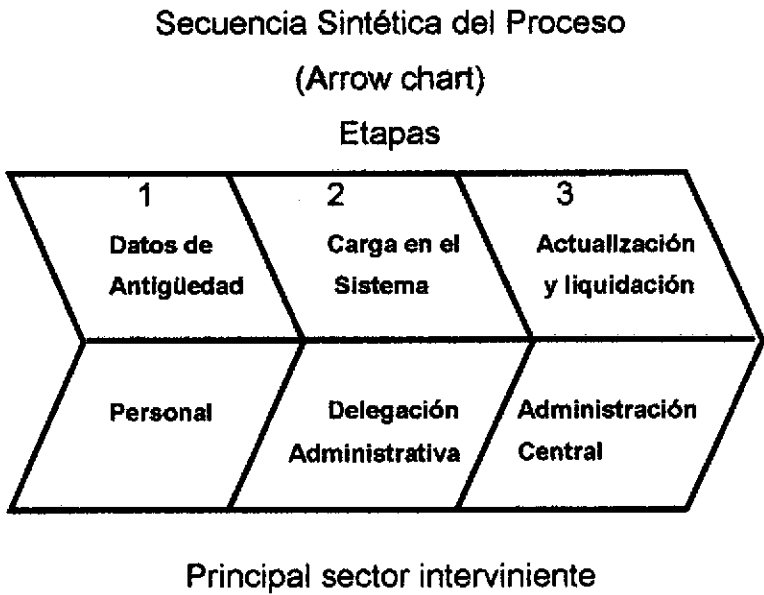 Secuencia Sintética del Proceso
(Arrow chart)
Etapas
1
Datos de
Antigüedad
2
Carga en el
Sistema
3
Actualización
y liquidación
Personal
Delegación
Administrativa
Administración
Central
Principal sector interviniente